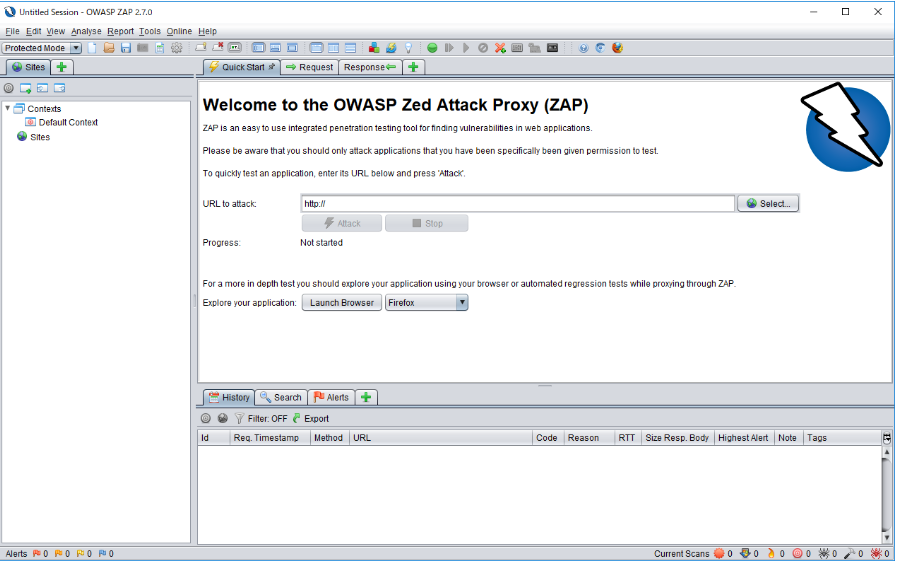 Untitled Session - OWASP ZAP 2.7.0
File Edit View Analyse Report Tools Online Help
Protected Mode
Sites
Quick Start Request Response
Contexts
Default Context
Sites
Welcome to the OWASP Zed Attack Proxy (ZAP)
ZAP is an easy to use integrated penetration testing tool for finding vulnerabilities in web applications.
Please be aware that you should only attack applications that you have been specifically been given permission to test.
To quickly test an application, enter its URL below and press 'Attack'.
URL to attack: http:// Select...
Attack Stop
Progress: Not started
For a more in depth test you should explore your application using your browser or automated regression tests while proxying through ZAP.
Explore your application: Launch Browser Firefox
History Search Alerts
Filter: OFF Export
Id Req. Timestamp Method URL Code Reason RTT Size Resp. Body Highest Alert Note Tags
Alerts 0 0 0 0 Current Scans 0 0 0 0 0 0 0